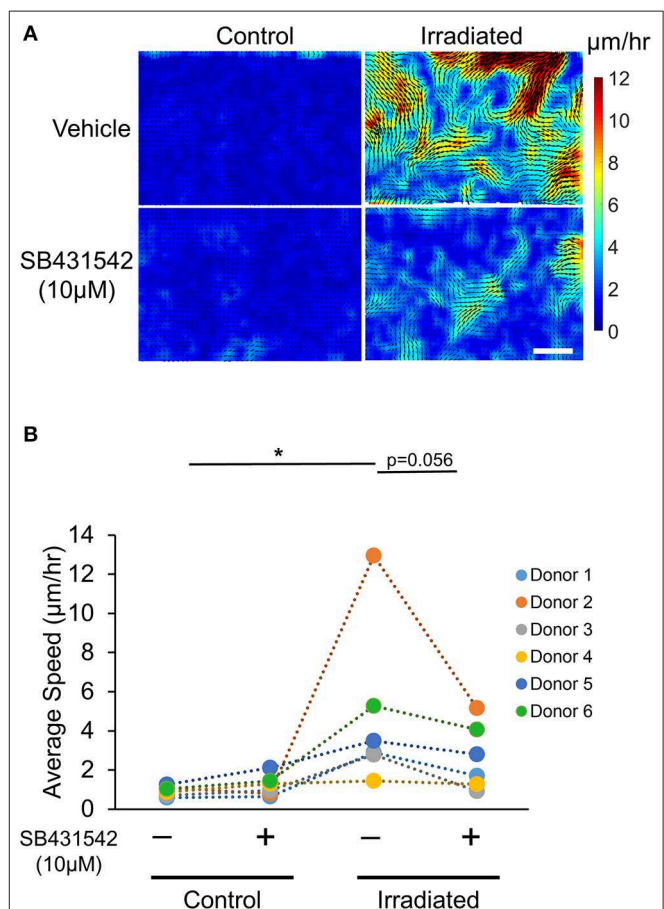 A
Control
Irradiated
µm/hr
Vehicle
SB431542
(10µM)
12
10
8
6
4
2
0
B
*
p=0.056
Average Speed (µm/hr)
14
12
10
8
6
4
2
0
Donor 1
Donor 2
Donor 3
Donor 4
Donor 5
Donor 6
SB431542
(10µM)
− + − +
Control
Irradiated